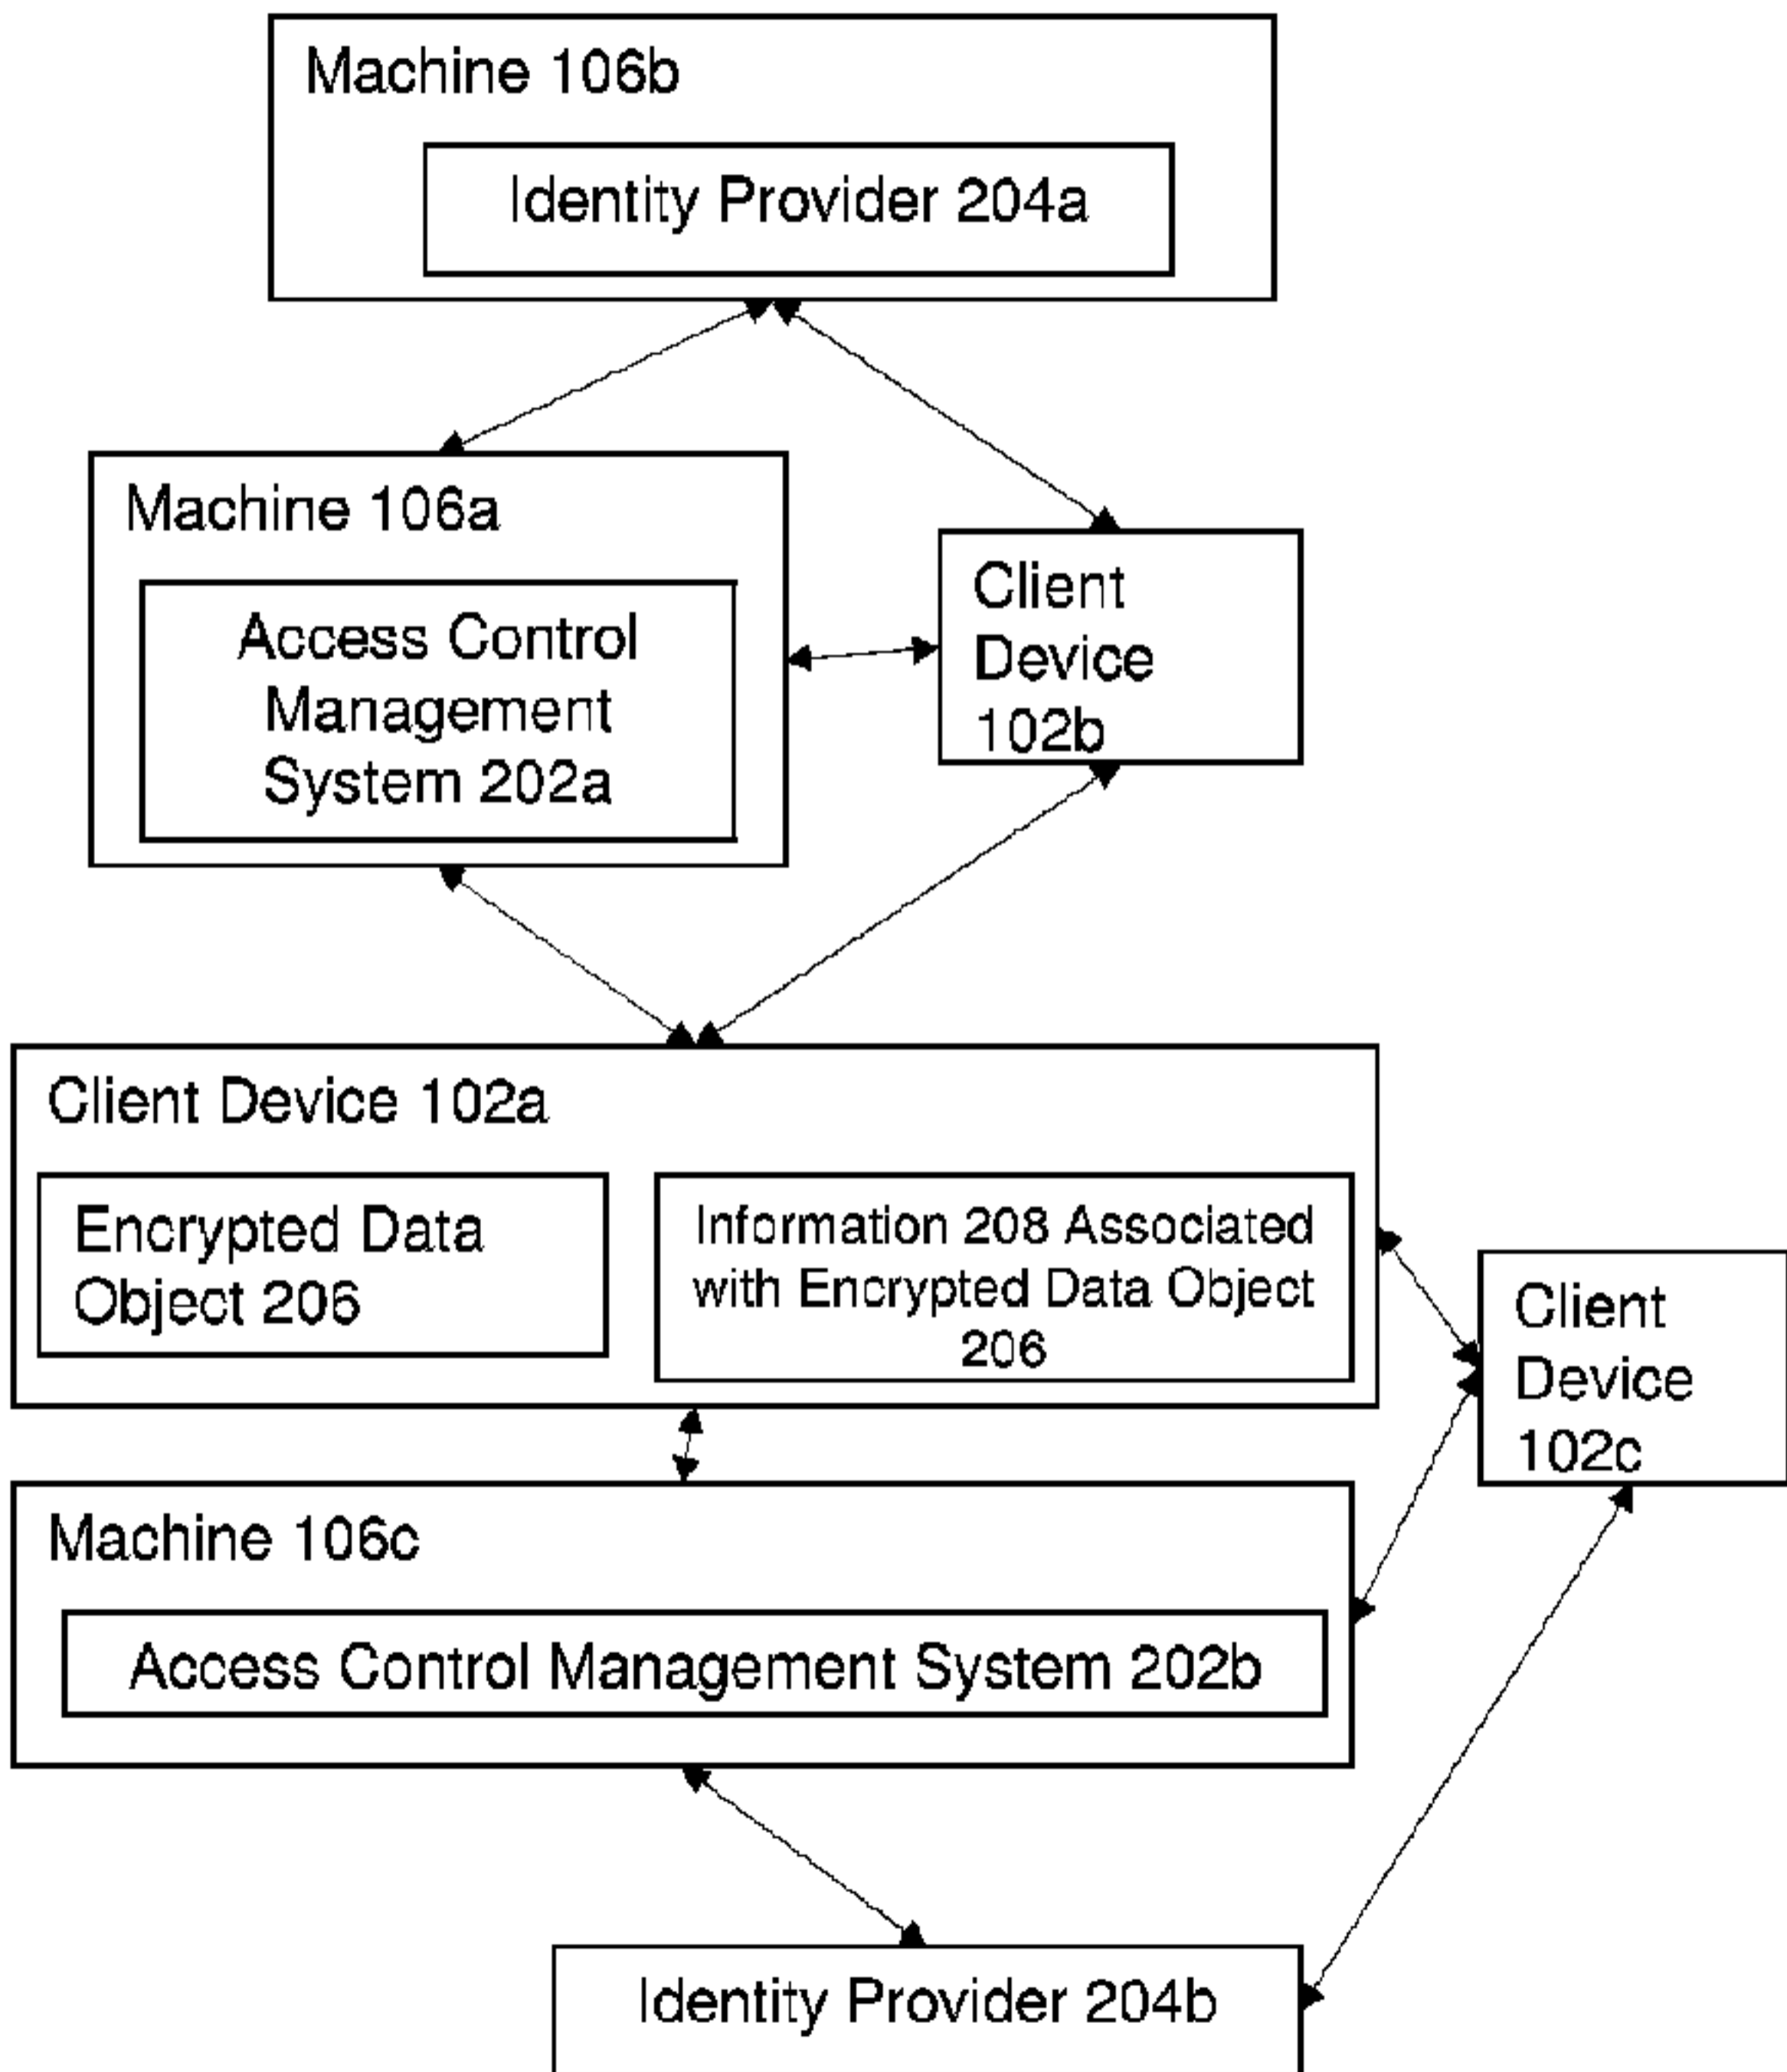 Machine 106b
Identity Provider 204a
Machine 106a
Access Control
Management
System 202a
Client
Device
102b
Client Device 102a
Encrypted Data
Object 206
Information 208 Associated
with Encrypted Data Object
206
Client
Device
102c
Machine 106c
Access Control Management System 202b
Identity Provider 204b